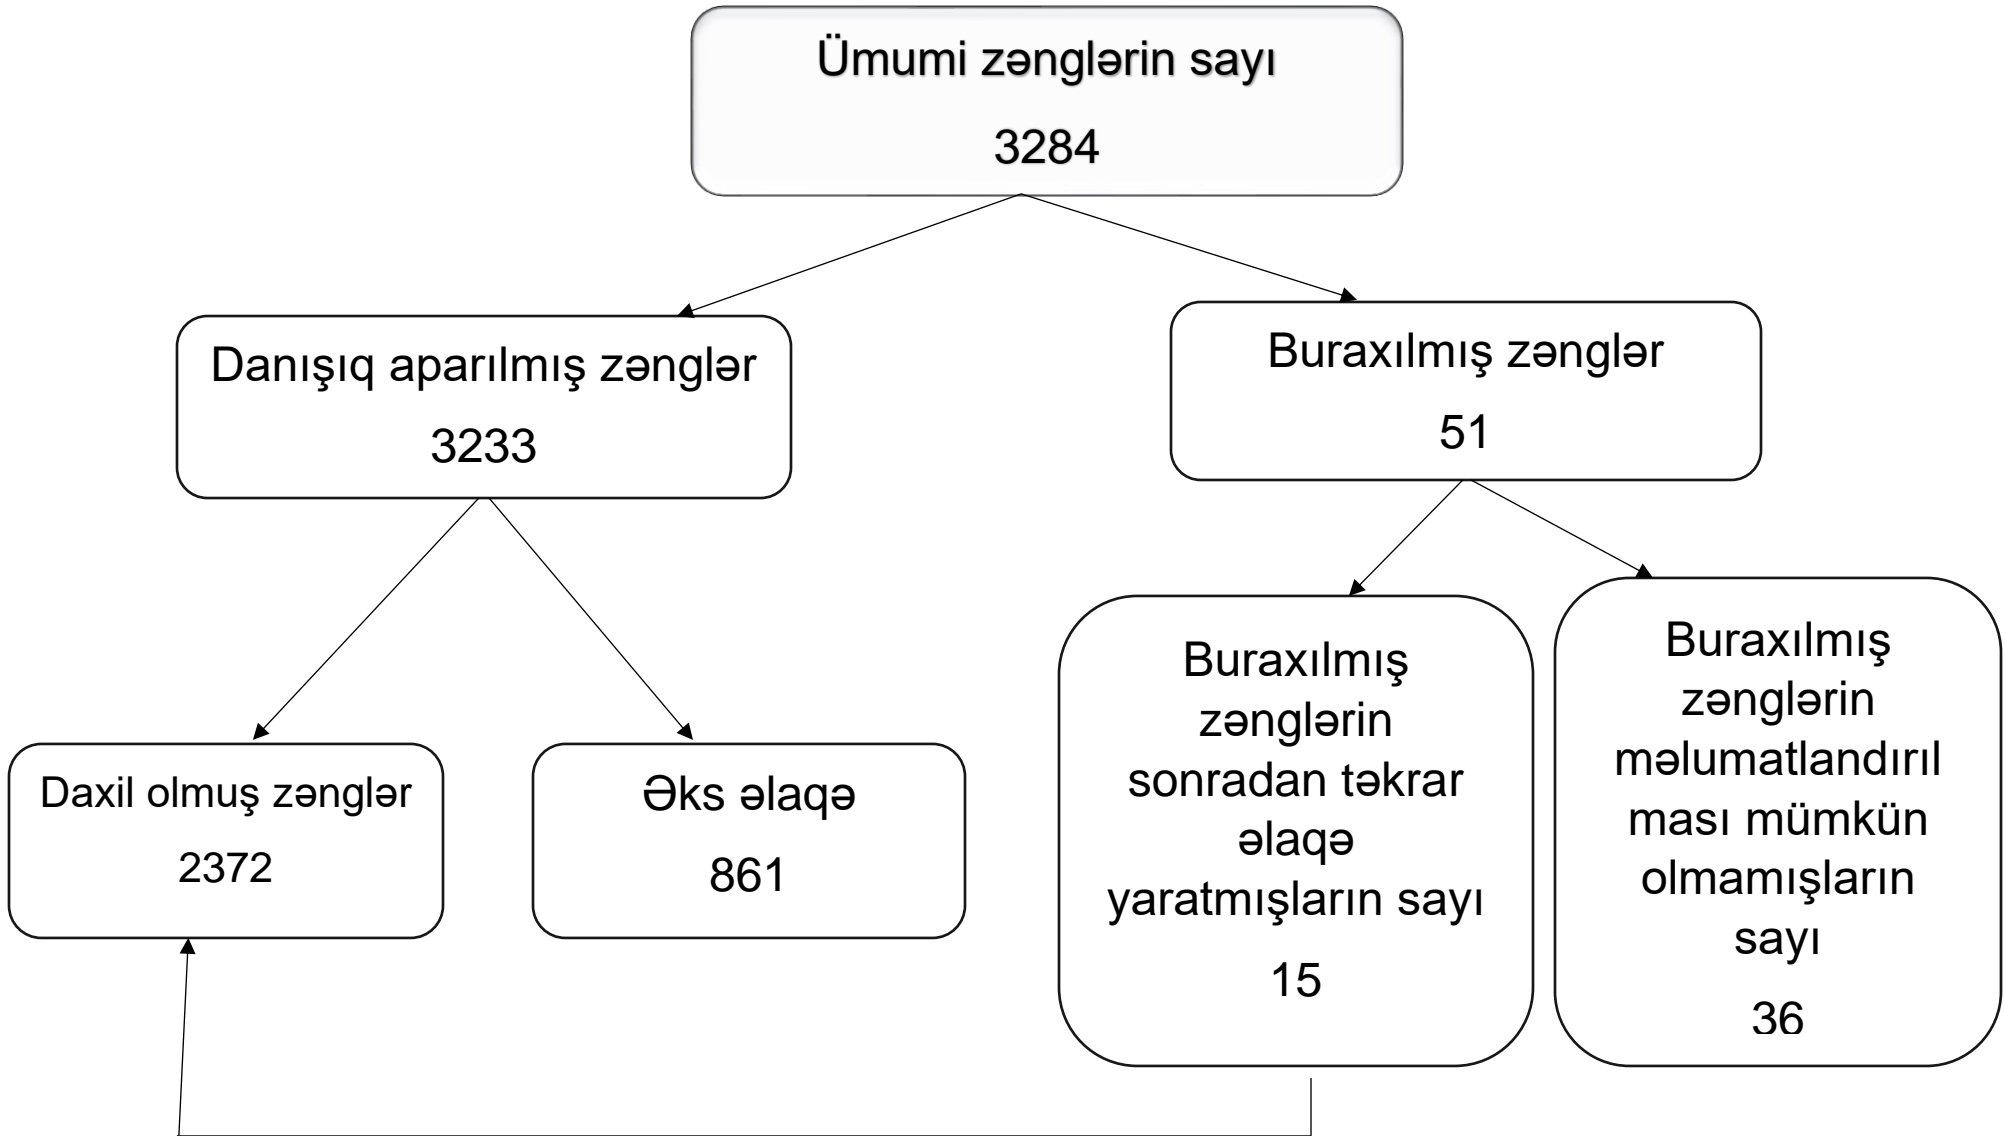 Ümumi zənglərin sayı
3284
Danışıq aparılmış zənglər
3233
Buraxılmış zənglər
51
Daxil olmuş zənglər
2372
Əks əlaqə
861
Buraxılmış
zənglərin
sonradan təkrar
əlaqə
yaratmışların sayı
15
Buraxılmış
zənglərin
məlumatlandırıl
ması mümkün
olmamışların
sayı
36